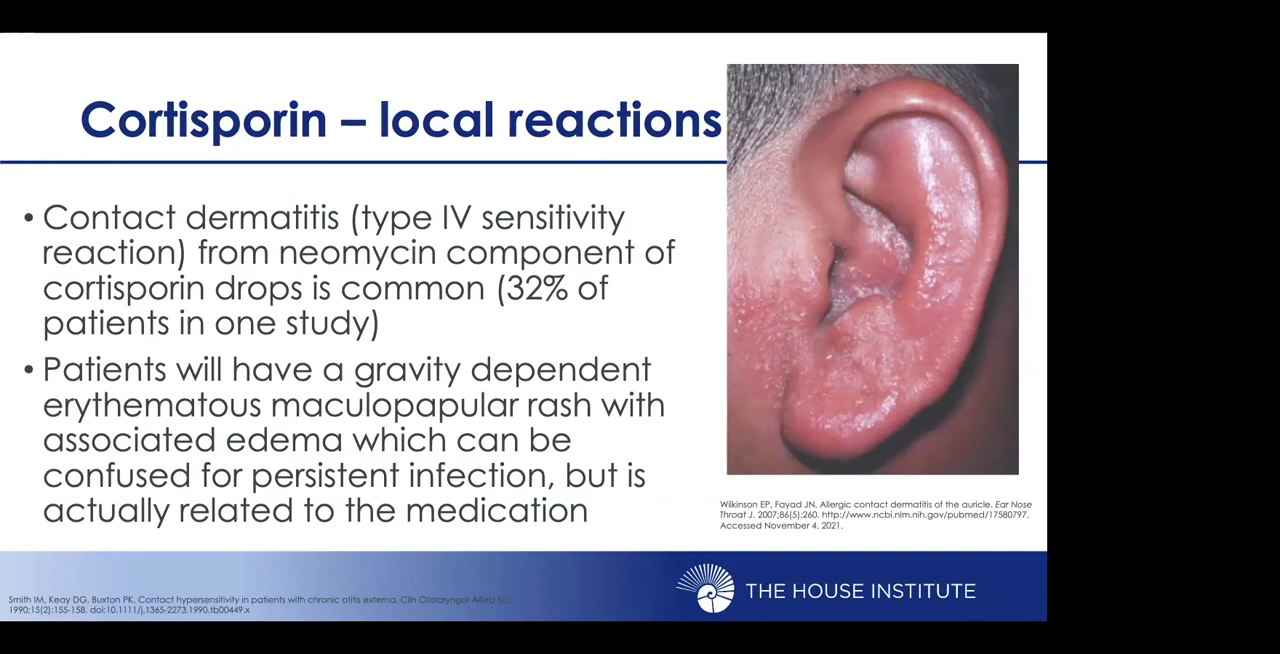 Cortisporin – local reactions
• Contact dermatitis (type IV sensitivity
reaction) from neomycin component of
cortisporin drops is common (32% of
patients in one study)
• Patients will have a gravity dependent
erythematous maculopapular rash with
associated edema which can be
confused for persistent infection, but is
actually related to the medication
Wilkinson EP, Fayad JN. Allergic contact dermatitis of the auricle. Ear Nose
Throat J. 2007;86(5):260. http://www.ncbi.nlm.nih.gov/pubmed/17580797.
Accessed November 4, 2021.
Smith IM, Keay DG, Buxton PK. Contact hypersensitivity in patients with chronic otitis externa. Clin Otolaryngol Allied Sci.
1990;15(2):155-158. doi:10.1111/j.1365-2273.1990.tb00449.x
THE HOUSE INSTITUTE